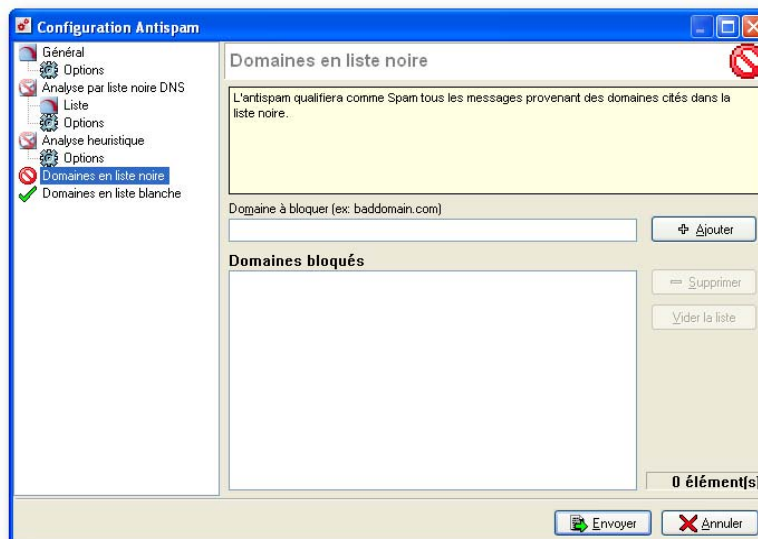 Configuration Antispam
Général
Options
Analyse par liste noire DNS
Liste
Options
Analyse heuristique
Options
Domaines en liste noire
Domaines en liste blanche
Domaines en liste noire
L'antispam qualifiera comme Spam tous les messages provenant des domaines cités dans la
liste noire.
Domaine à bloquer (ex: baddomain.com)
Ajouter
Domaines bloqués
Supprimer
Vider la liste
0 élément(s)
Envoyer
Annuler